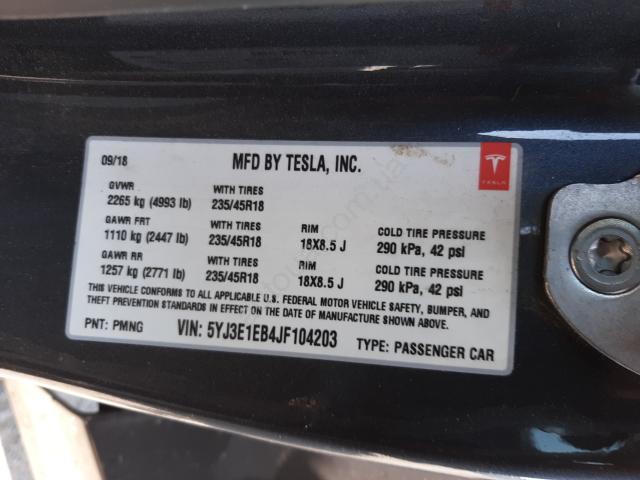 09/18 MFD BY TESLA, INC.
TESLA
GVWR WITH TIRES
2265 kg (4993 lb) 235/45R18
GAWR FRT WITH TIRES RIM COLD TIRE PRESSURE
1110 kg (2447 lb) 235/45R18 18X8.5 J 290 kPa, 42 psi
GAWR RR WITH TIRES RIM COLD TIRE PRESSURE
1257 kg (2771 lb) 235/45R18 18X8.5 J 290 kPa, 42 psi
THIS VEHICLE CONFORMS TO ALL APPLICABLE U.S. FEDERAL MOTOR VEHICLE SAFETY, BUMPER, AND
THEFT PREVENTION STANDARDS IN EFFECT ON THE DATE OF MANUFACTURE SHOWN ABOVE.
PNT: PMNG VIN: 5YJ3E1EB4JF104203 TYPE: PASSENGER CAR